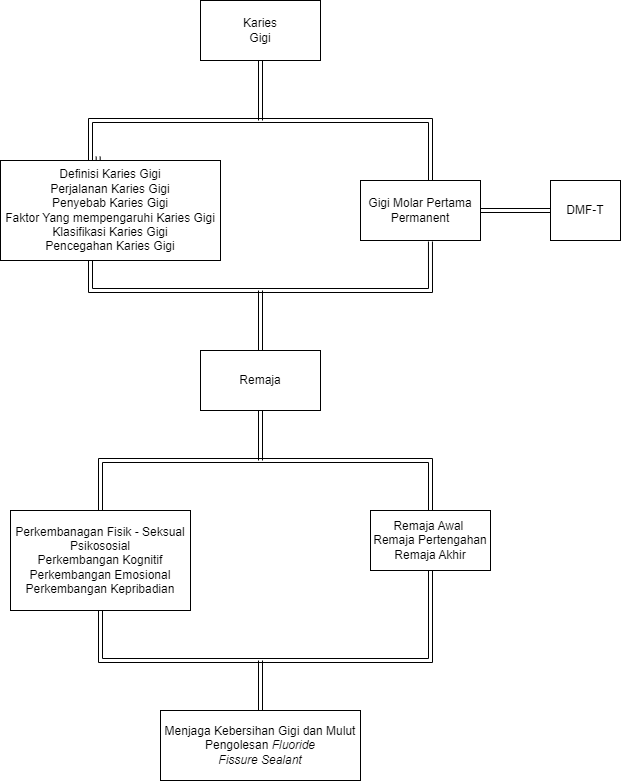 Karies
Gigi
Definisi Karies Gigi
Perjalanan Karies Gigi
Penyebab Karies Gigi
Faktor Yang mempengaruhi Karies Gigi
Klasifikasi Karies Gigi
Pencegahan Karies Gigi
Gigi Molar Pertama
Permanent
DMF-T
Remaja
Perkembanagan Fisik - Seksual
Psikososial
Perkembangan Kognitif
Perkembangan Emosional
Perkembangan Kepribadian
Remaja Awal
Remaja Pertengahan
Remaja Akhir
Menjaga Kebersihan Gigi dan Mulut
Pengolesan Fluoride
Fissure Sealant